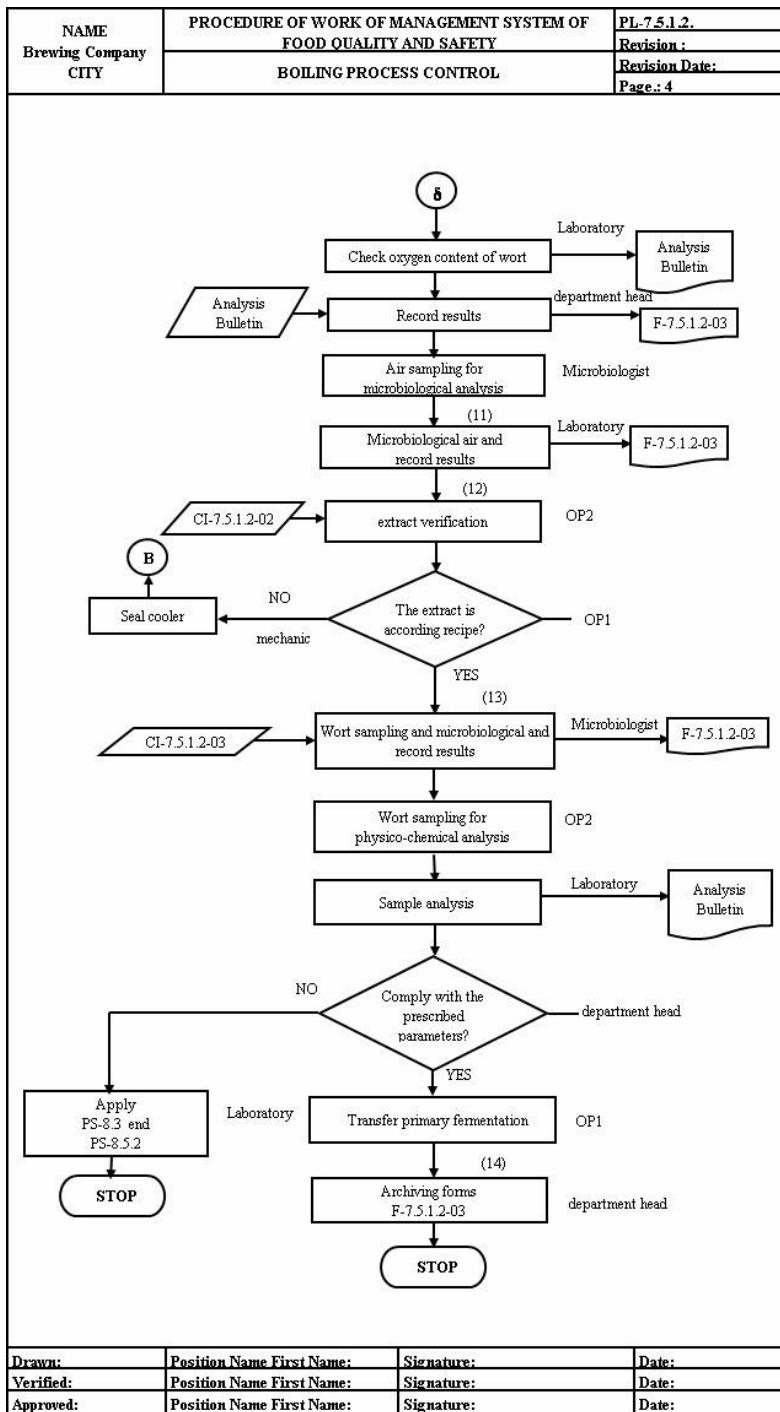 NAME
Brewing Company
CITY
PROCEDURE OF WORK OF MANAGEMENT SYSTEM OF
FOOD QUALITY AND SAFETY
BOILING PROCESS CONTROL
PL-7.5.1.2.
Revision :
Revision Date:
Page.: 4
δ
Check oxygen content of wort
Laboratory
Analysis
Bulletin
Analysis
Bulletin
Record results
department head
F-7.5.1.2-03
Air sampling for
microbiological analysis
Microbiologist
(11)
Microbiological air and
record results
Laboratory
F-7.5.1.2-03
(12)
CI-7.5.1.2-02
extract verification
OP2
B
Seal cooler
NO
mechanic
The extract is
according recipe?
OP1
YES
(13)
CI-7.5.1.2-03
Wort sampling and microbiological and
record results
Microbiologist
F-7.5.1.2-03
Wort sampling for
physico-chemical analysis
OP2
Sample analysis
Laboratory
Analysis
Bulletin
NO
Comply with the
prescribed
parameters?
department head
YES
Apply
PS-8.3 end
PS-8.5.2
Laboratory
Transfer primary fermentation
OP1
(14)
STOP
Archiving forms
F-7.5.1.2-03
department head
STOP
Drawn: Position Name First Name: Signature: Date:
Verified: Position Name First Name: Signature: Date:
Approved: Position Name First Name: Signature: Date: